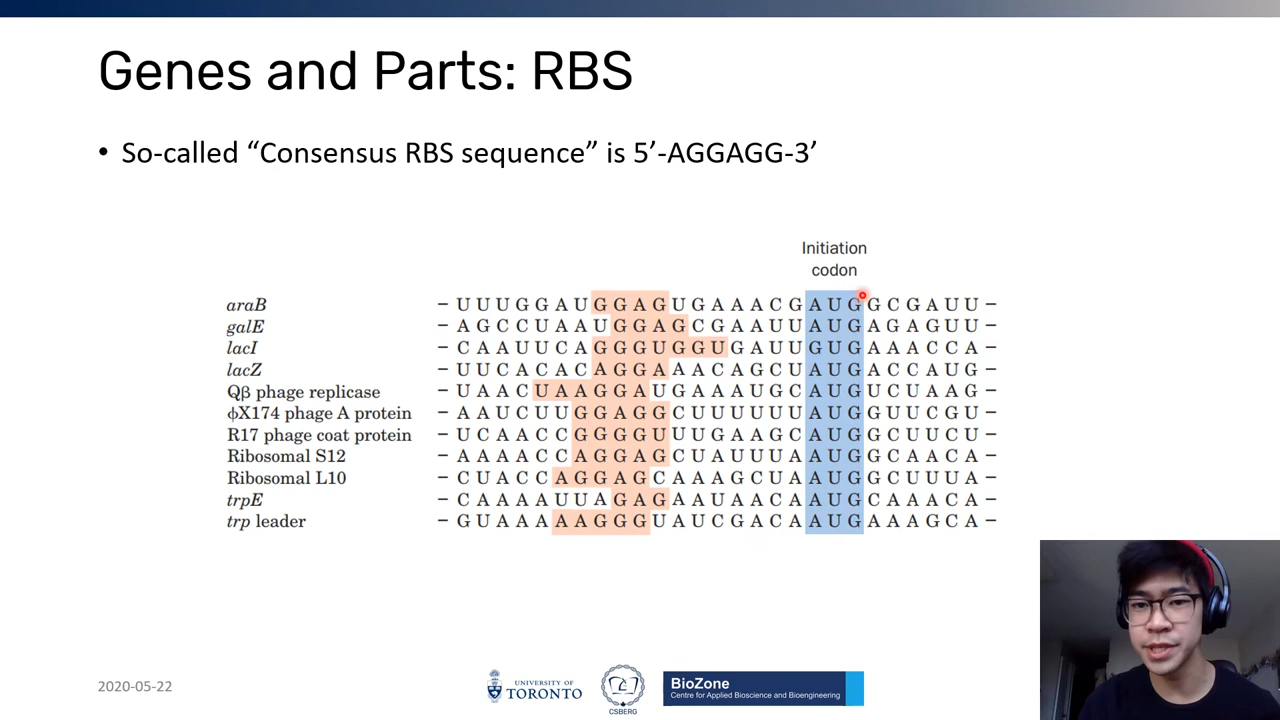 Genes and Parts: RBS
• So-called “Consensus RBS sequence” is 5’-AGGAGG-3’
Initiation
codon
araB – U U U G G A U G G A G U G A A A C G A U G G C G A U U –
galE – A G C C U A A U G G A G C G A A U U A U G A G A G U U –
lacI – C A A U U C A G G G U G G U G A U U G U G A A A C C A –
lacZ – U U C A C A C A G G A A A C A G C U A U G A C C A U G –
Qβ phage replicase – U A A C U A A G G A U G A A A U G C A U G U C U A A G –
ϕX174 phage A protein – A A U C U U G G A G G C U U U U U U A U G G U U C G U –
R17 phage coat protein – U C A A C C G G G G U U U G A A G C A U G G C U U C U –
Ribosomal S12 – A A A A C C A G G A G C U A U U U A A U G G C A A C A –
Ribosomal L10 – C U A C C A G G A G C A A A G C U A A U G G C U U U A –
trpE – C A A A A U U A G A G A A U A A C A A U G C A A A C A –
trp leader – G U A A A A A G G G U A U C G A C A A U G A A A G C A –
2020-05-22
UNIVERSITY OF
TORONTO
CSBERG
BioZone
Centre for Applied Bioscience and Bioengineering